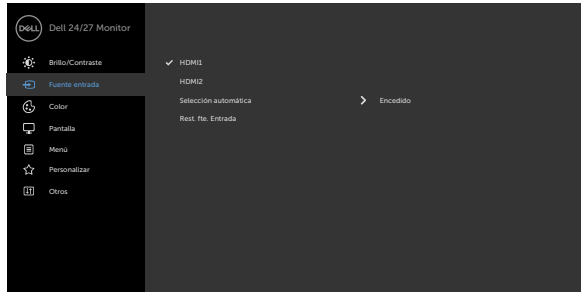 DELL Dell 24/27 Monitor
Brillo/Contraste
Fuente entrada
Color
Pantalla
Menú
Personalizar
Otros
HDMI1
HDMI2
Selección automática Encedido
Rest. fte. Entrada